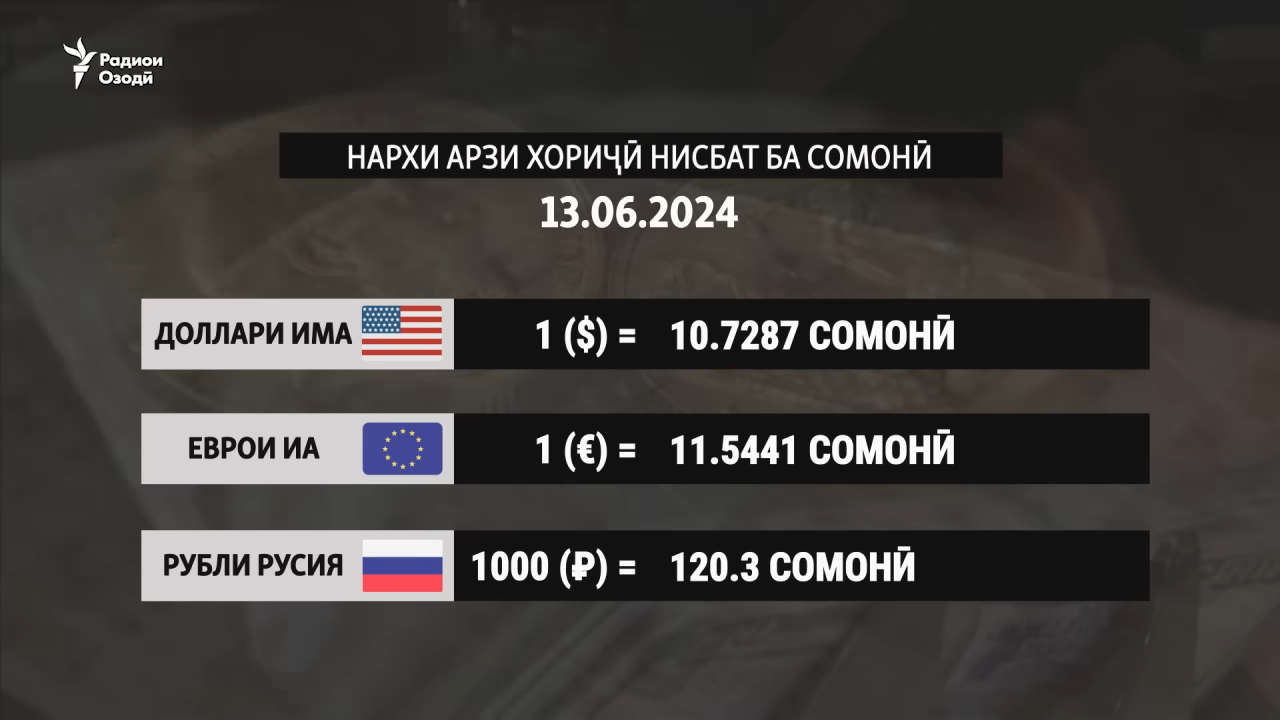 Радиои
Озодӣ
НАРХИ АРЗИ ХОРИҶӢ НИСБАТ БА СОМОНӢ
13.06.2024
ДОЛЛАРИ ИМА 1 ($) = 10.7287 СОМОНӢ
ЕВРОИ ИА 1 (€) = 11.5441 СОМОНӢ
РУБЛИ РУСИЯ 1000 (₽) = 120.3 СОМОНӢ